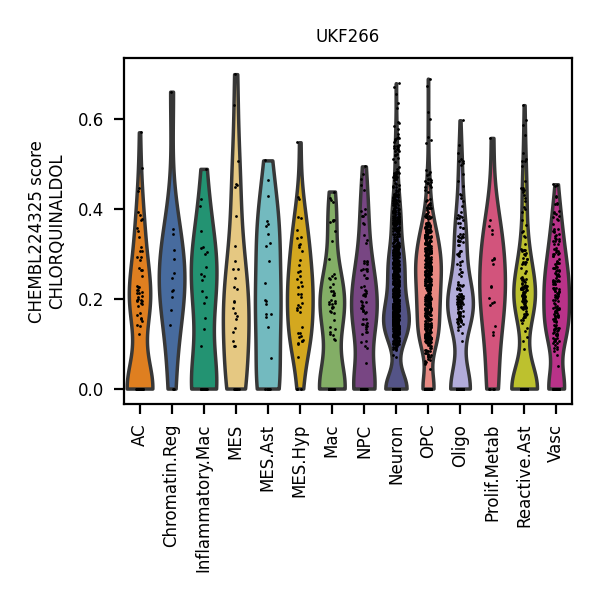 UKF266
CHEMBL224325 score
CHLORQUINALDOL
0.6
0.4
0.2
0.0
AC
Chromatin.Reg
Inflammatory.Mac
MES
MES.Ast
MES.Hyp
Mac
NPC
Neuron
OPC
Oligo
Prolif.Metab
Reactive.Ast
Vasc